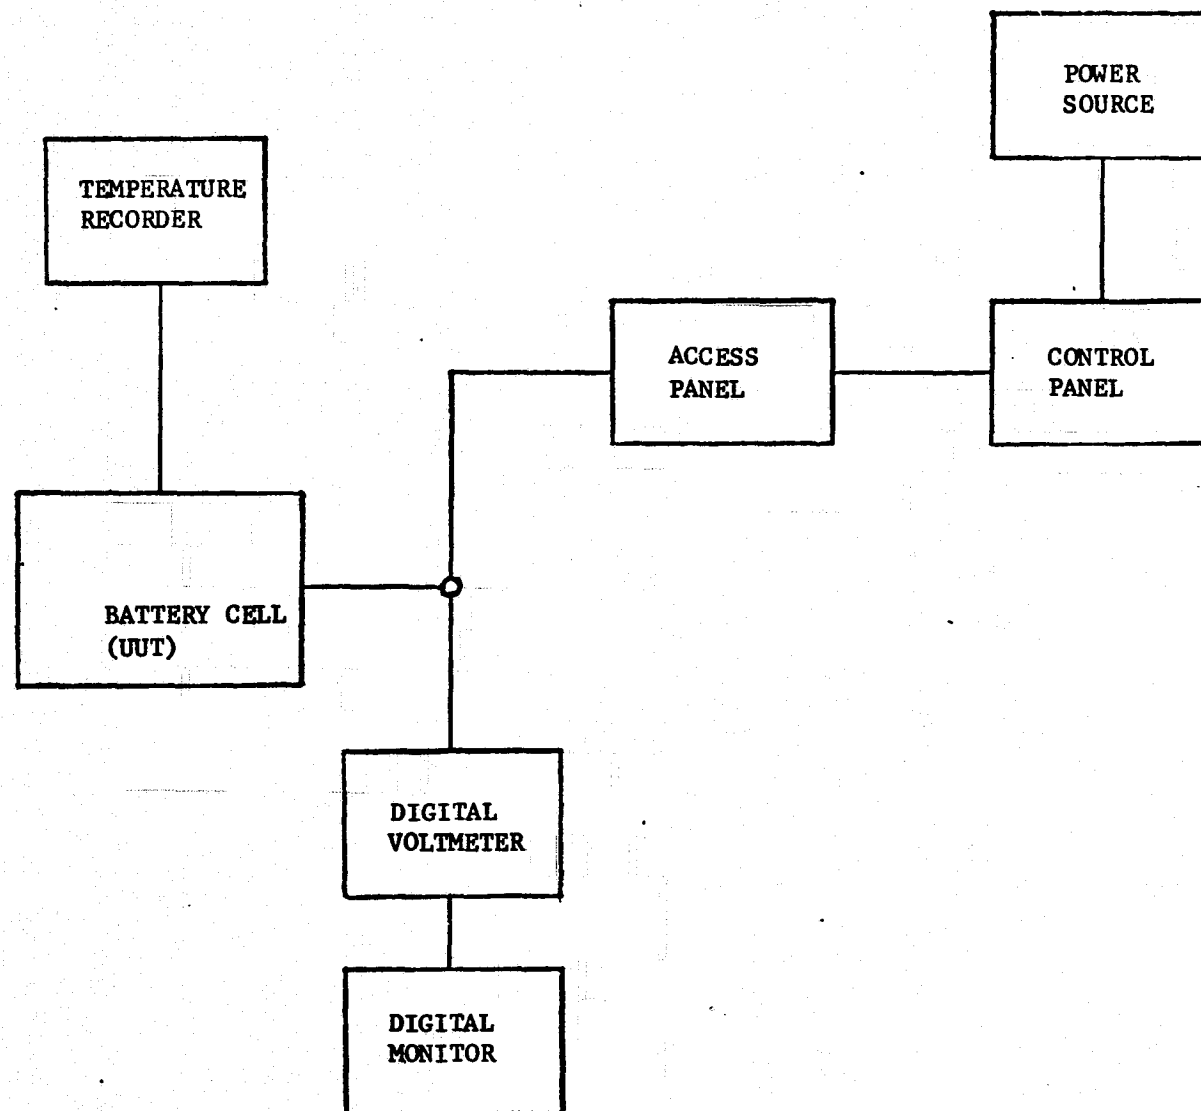 POWER
SOURCE
TEMPERATURE
RECORDER
ACCESS
PANEL
CONTROL
PANEL
BATTERY CELL
(UUT)
DIGITAL
VOLTMETER
DIGITAL
MONITOR